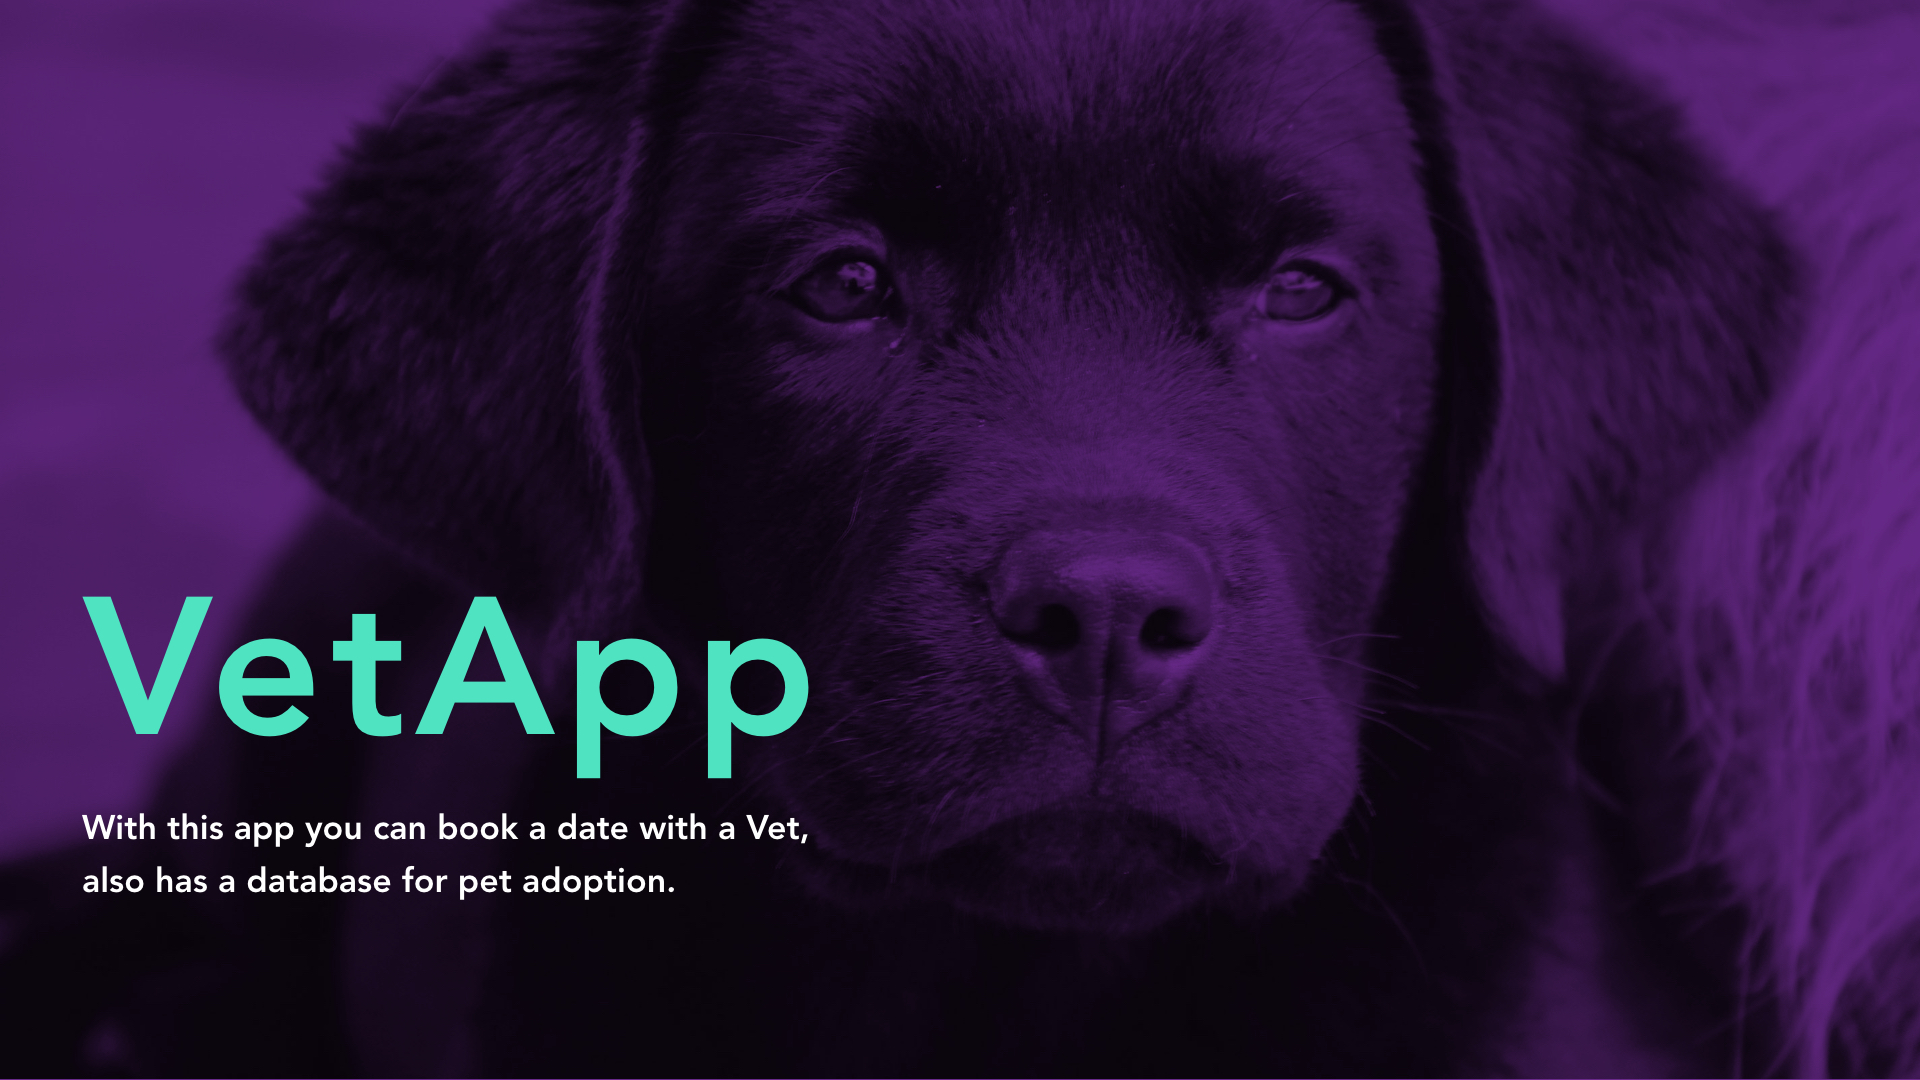 VetApp
With this app you can book a date with a Vet,
also has a database for pet adoption.